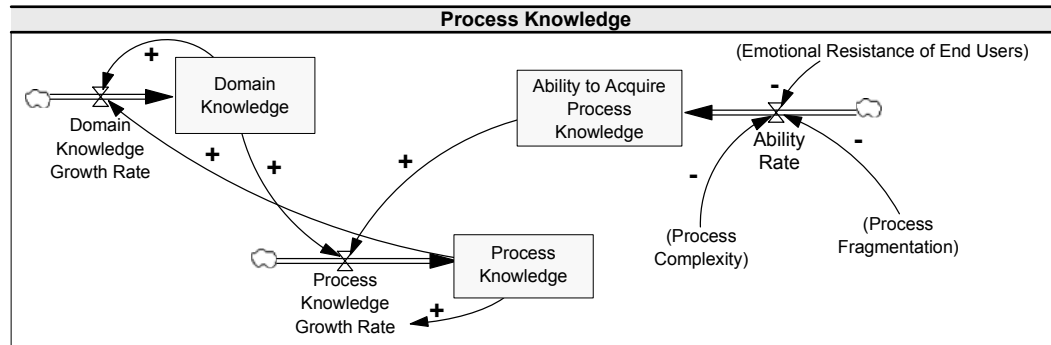 Process Knowledge
+
Domain
Knowledge
Domain
Knowledge
Growth Rate
+
+
Ability to Acquire
Process
Knowledge
+
(Emotional Resistance of End Users)
-
Ability
Rate
-
-
(Process
Complexity)
(Process
Fragmentation)
Process
Knowledge
Growth Rate
Process
Knowledge
+